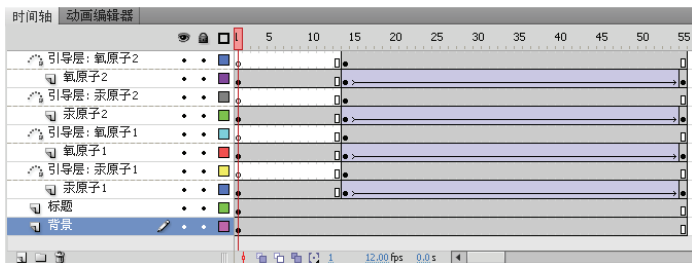 时间轴 动画编辑器
1 5 10 15 20 25 30 35 40 45 50 55
引导层: 氧原子2
氧原子2
引导层: 汞原子2
汞原子2
引导层: 氧原子1
氧原子1
引导层: 汞原子1
汞原子1
标题
背景
1 12.00 fps 0.0 s